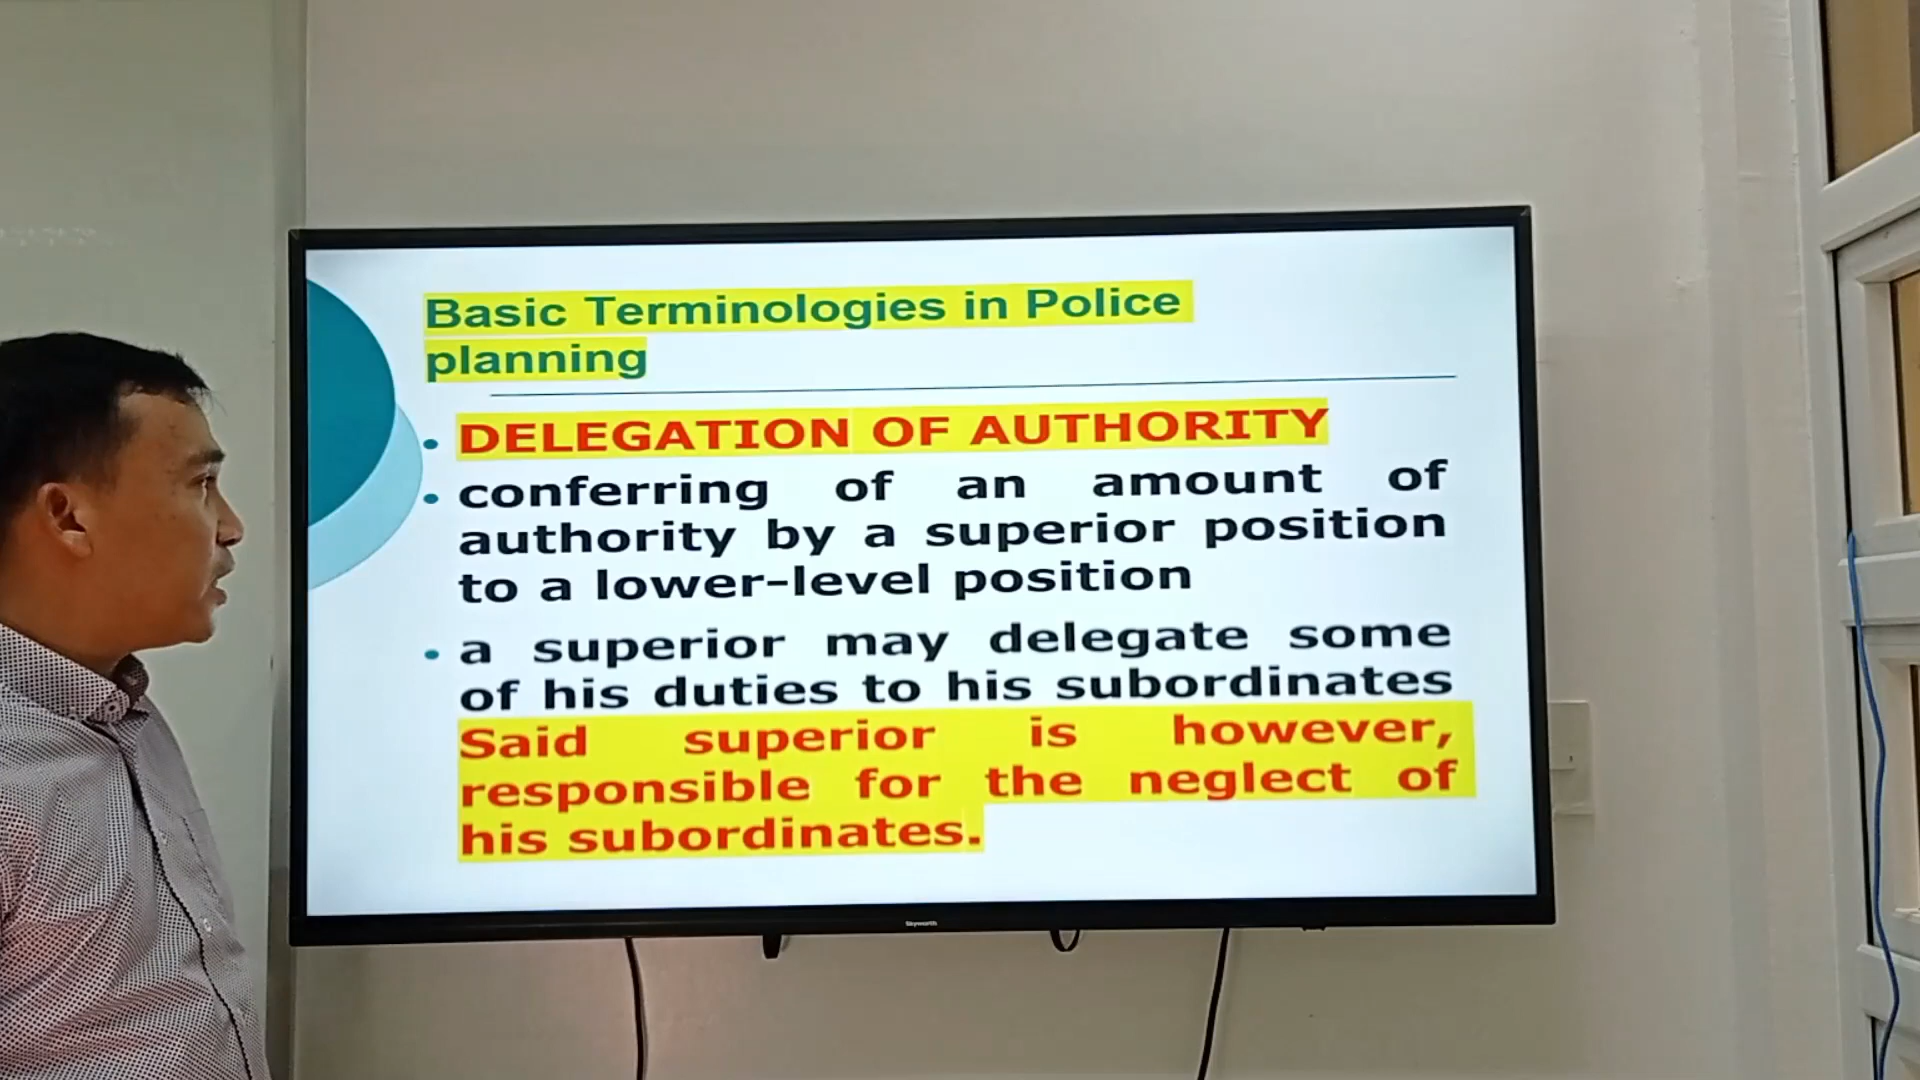 Basic Terminologies in Police
planning
DELEGATION OF AUTHORITY
conferring of an amount of
authority by a superior position
to a lower-level position
a superior may delegate some
of his duties to his subordinates
Said superior is however,
responsible for the neglect of
his subordinates.
Skyworth